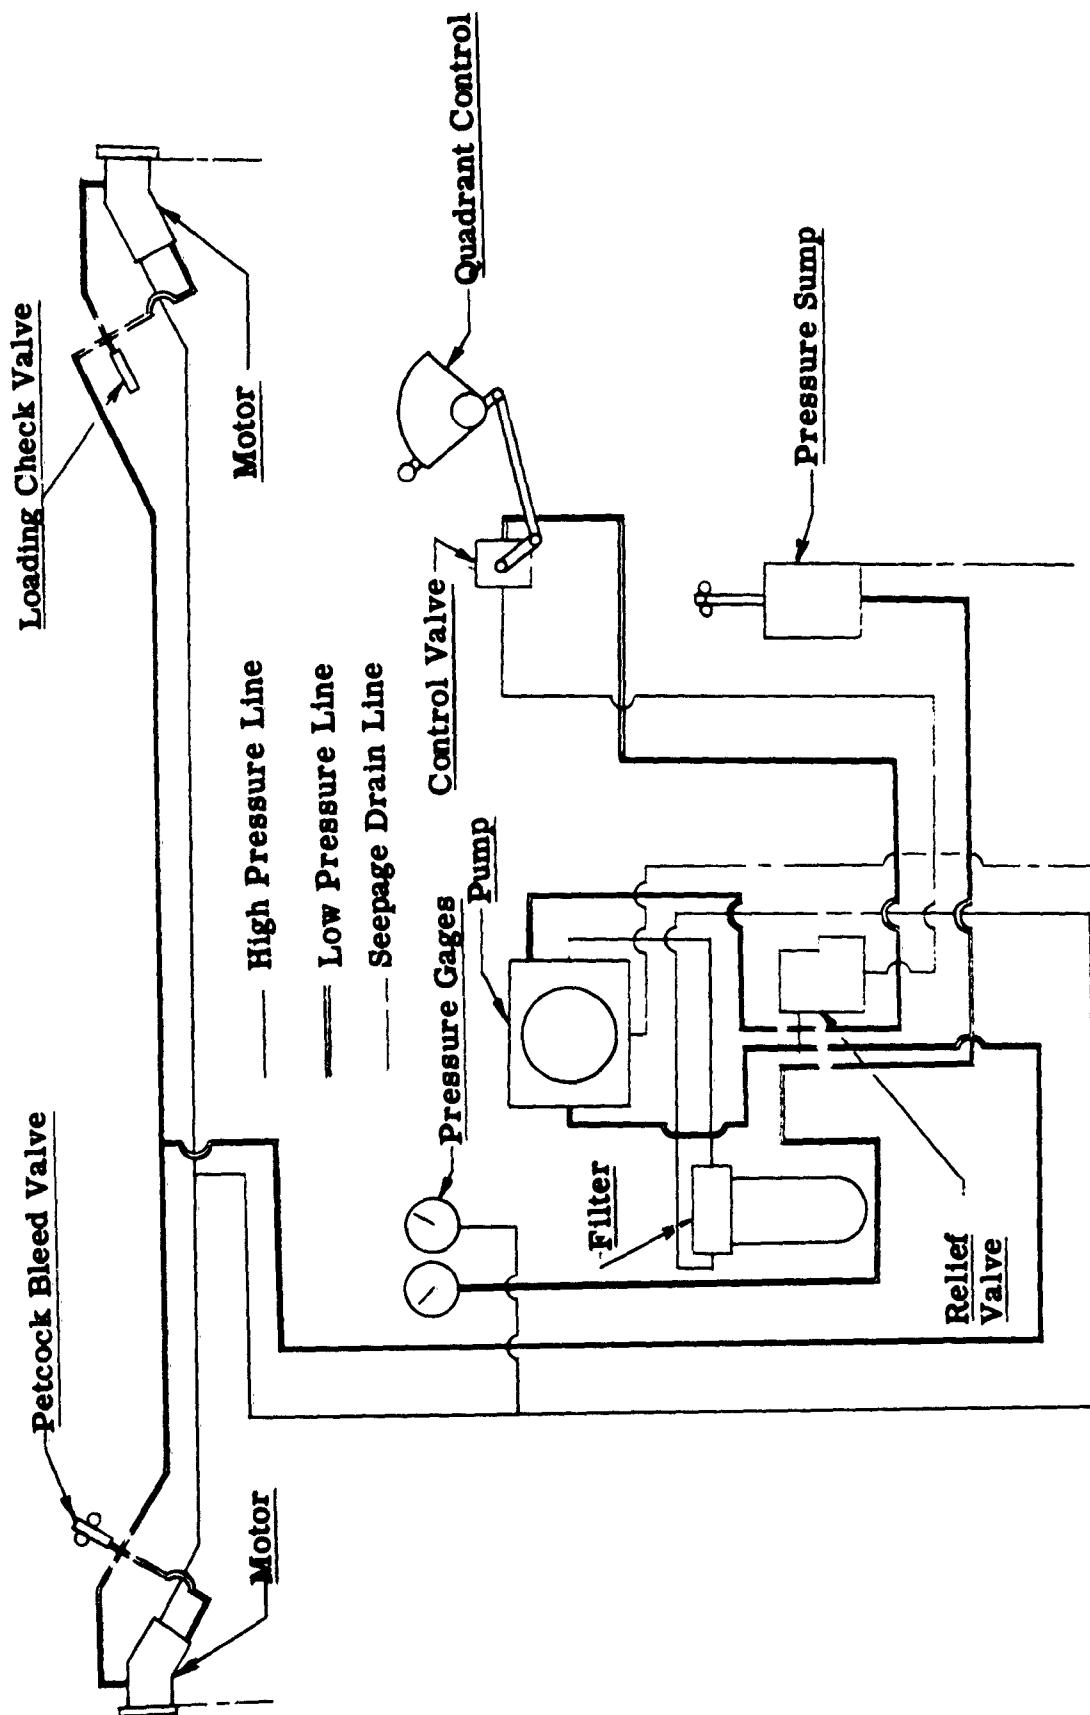 Petcock Bleed Valve
Loading Check Valve
Motor
Motor
High Pressure Line
Low Pressure Line
Seepage Drain Line
Pressure Gages
Pump
Control Valve
Quadrant Control
Filter
Relief
Valve
Pressure Sump